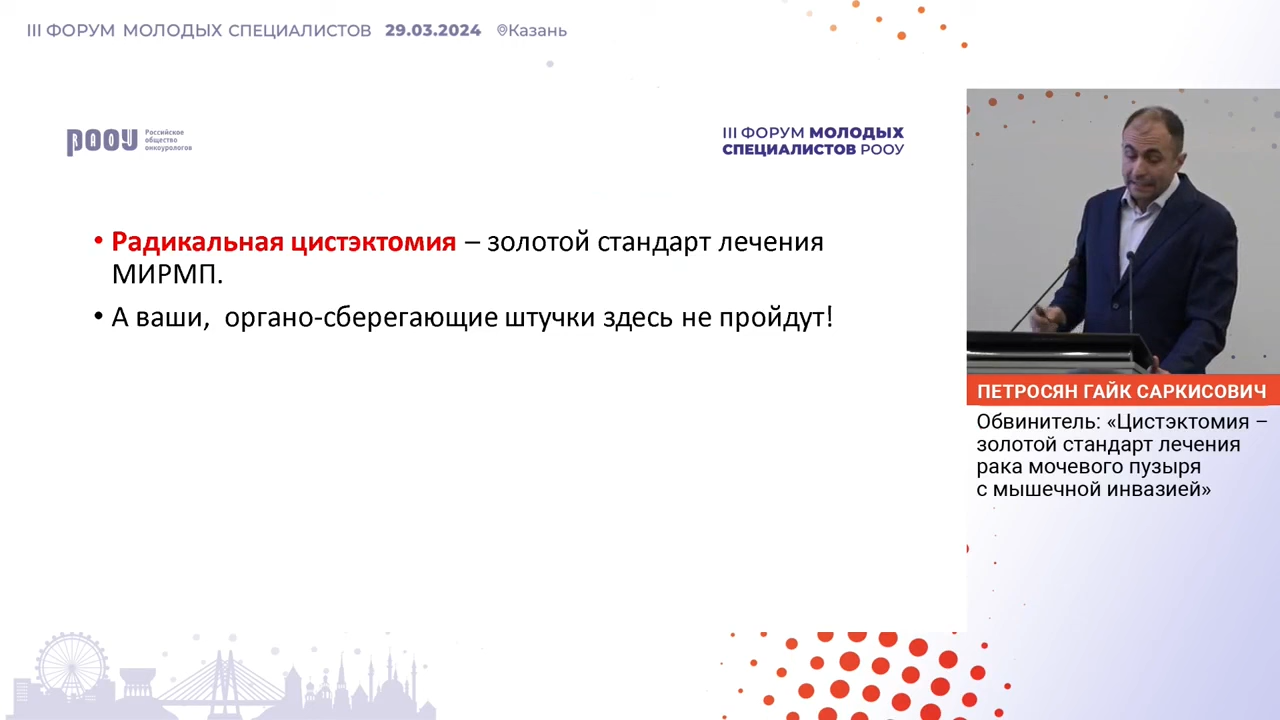 III ФОРУМ МОЛОДЫХ СПЕЦИАЛИСТОВ 29.03.2024 Казань
РООУ
Российское
общество
онкоурологов
III ФОРУМ МОЛОДЫХ
СПЕЦИАЛИСТОВ РООУ
• Радикальная цистэктомия – золотой стандарт лечения
МИРМП.
• А ваши, органо-сберегающие штучки здесь не пройдут!
ПЕТРОСЯН ГАЙК САРКИСОВИЧ
Обвинитель: «Цистэктомия –
золотой стандарт лечения
рака мочевого пузыря
с мышечной инвазией»